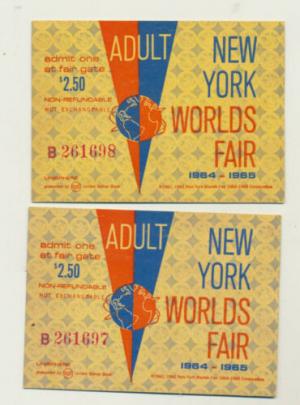 ADULT
admit one
at fair gate
$2.50
NON-REFUNDABLE
NOT EXCHANGEABLE
B 261698
NEW
YORK
WORLDS
FAIR
1964 - 1965
ADULT
admit one
at fair gate
$2.50
NON-REFUNDABLE
NOT EXCHANGEABLE
B 261697
NEW
YORK
WORLDS
FAIR
1964 - 1965